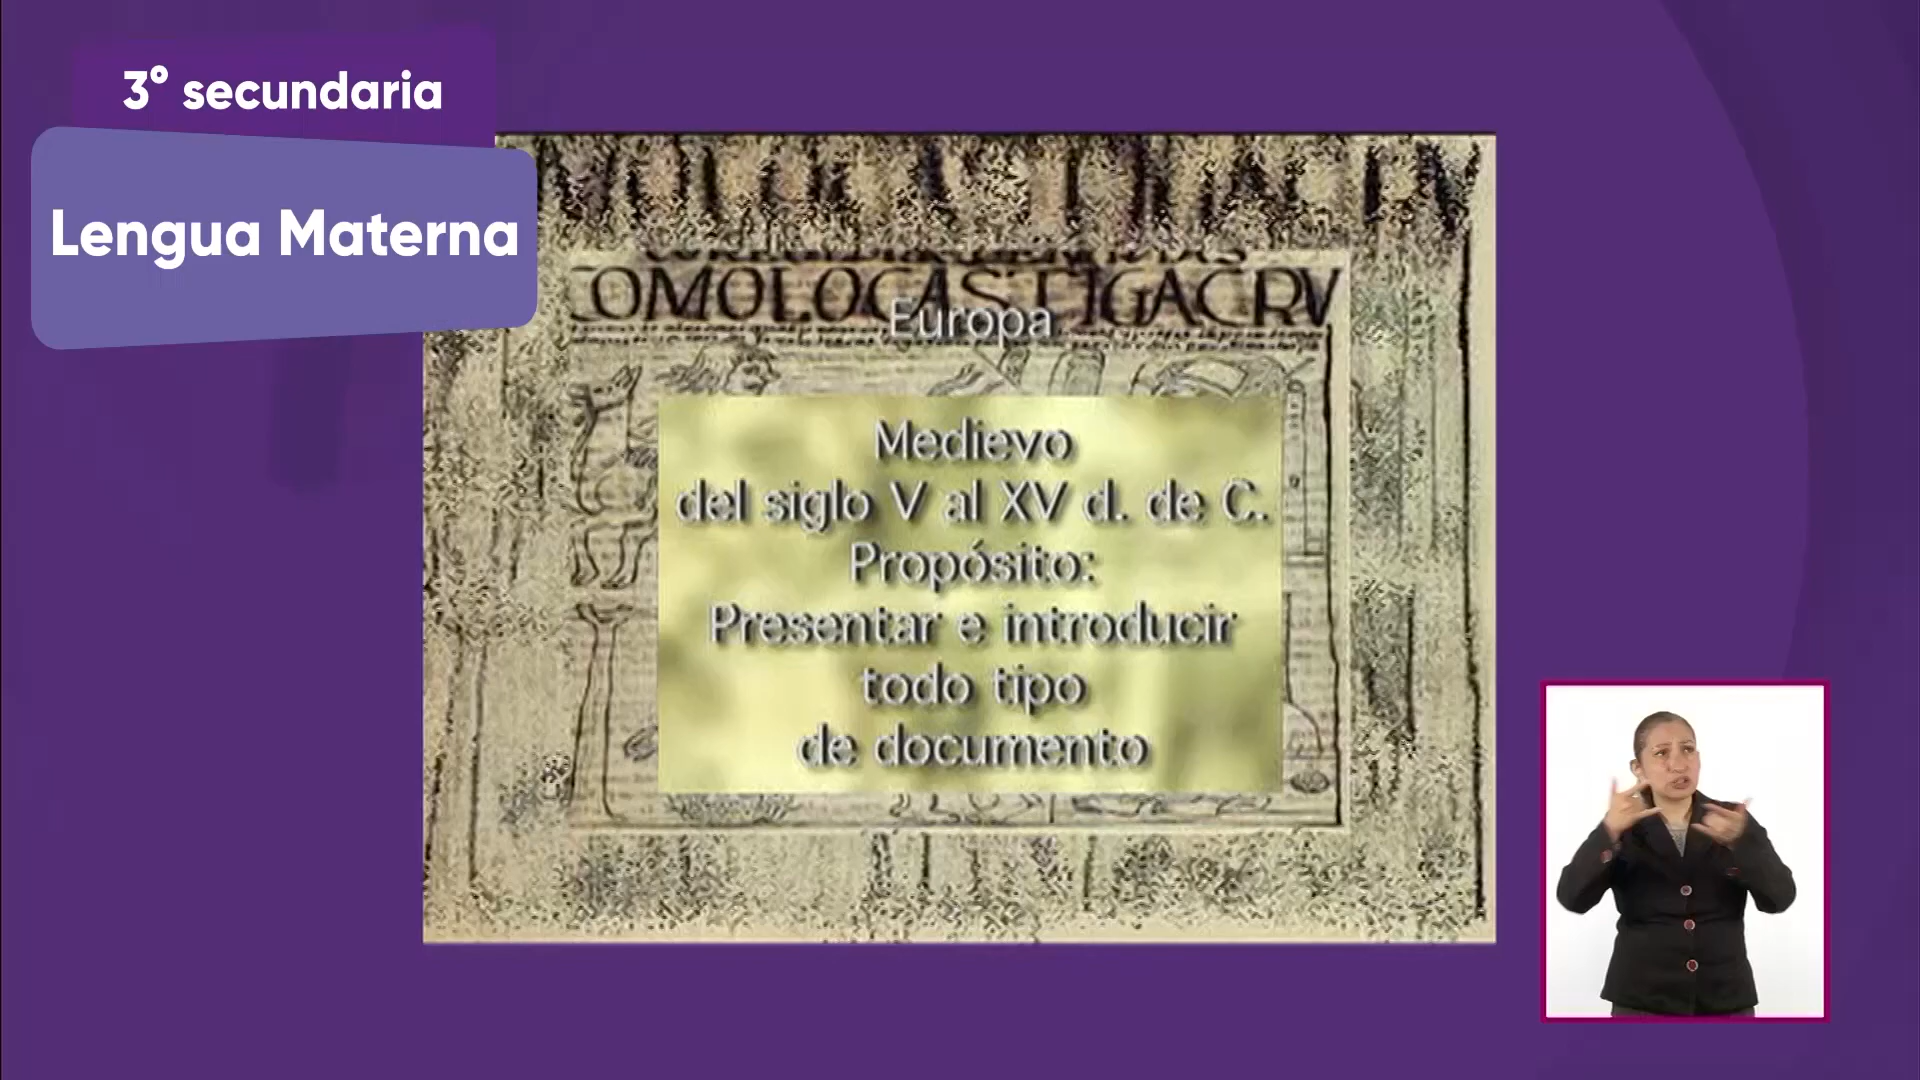 3° secundaria
Lengua Materna
COMOLOCASTIGACRV
Europa
Medievo
del siglo V al XV d. de C.
Propósito:
Presentar e introducir
todo tipo
de documento